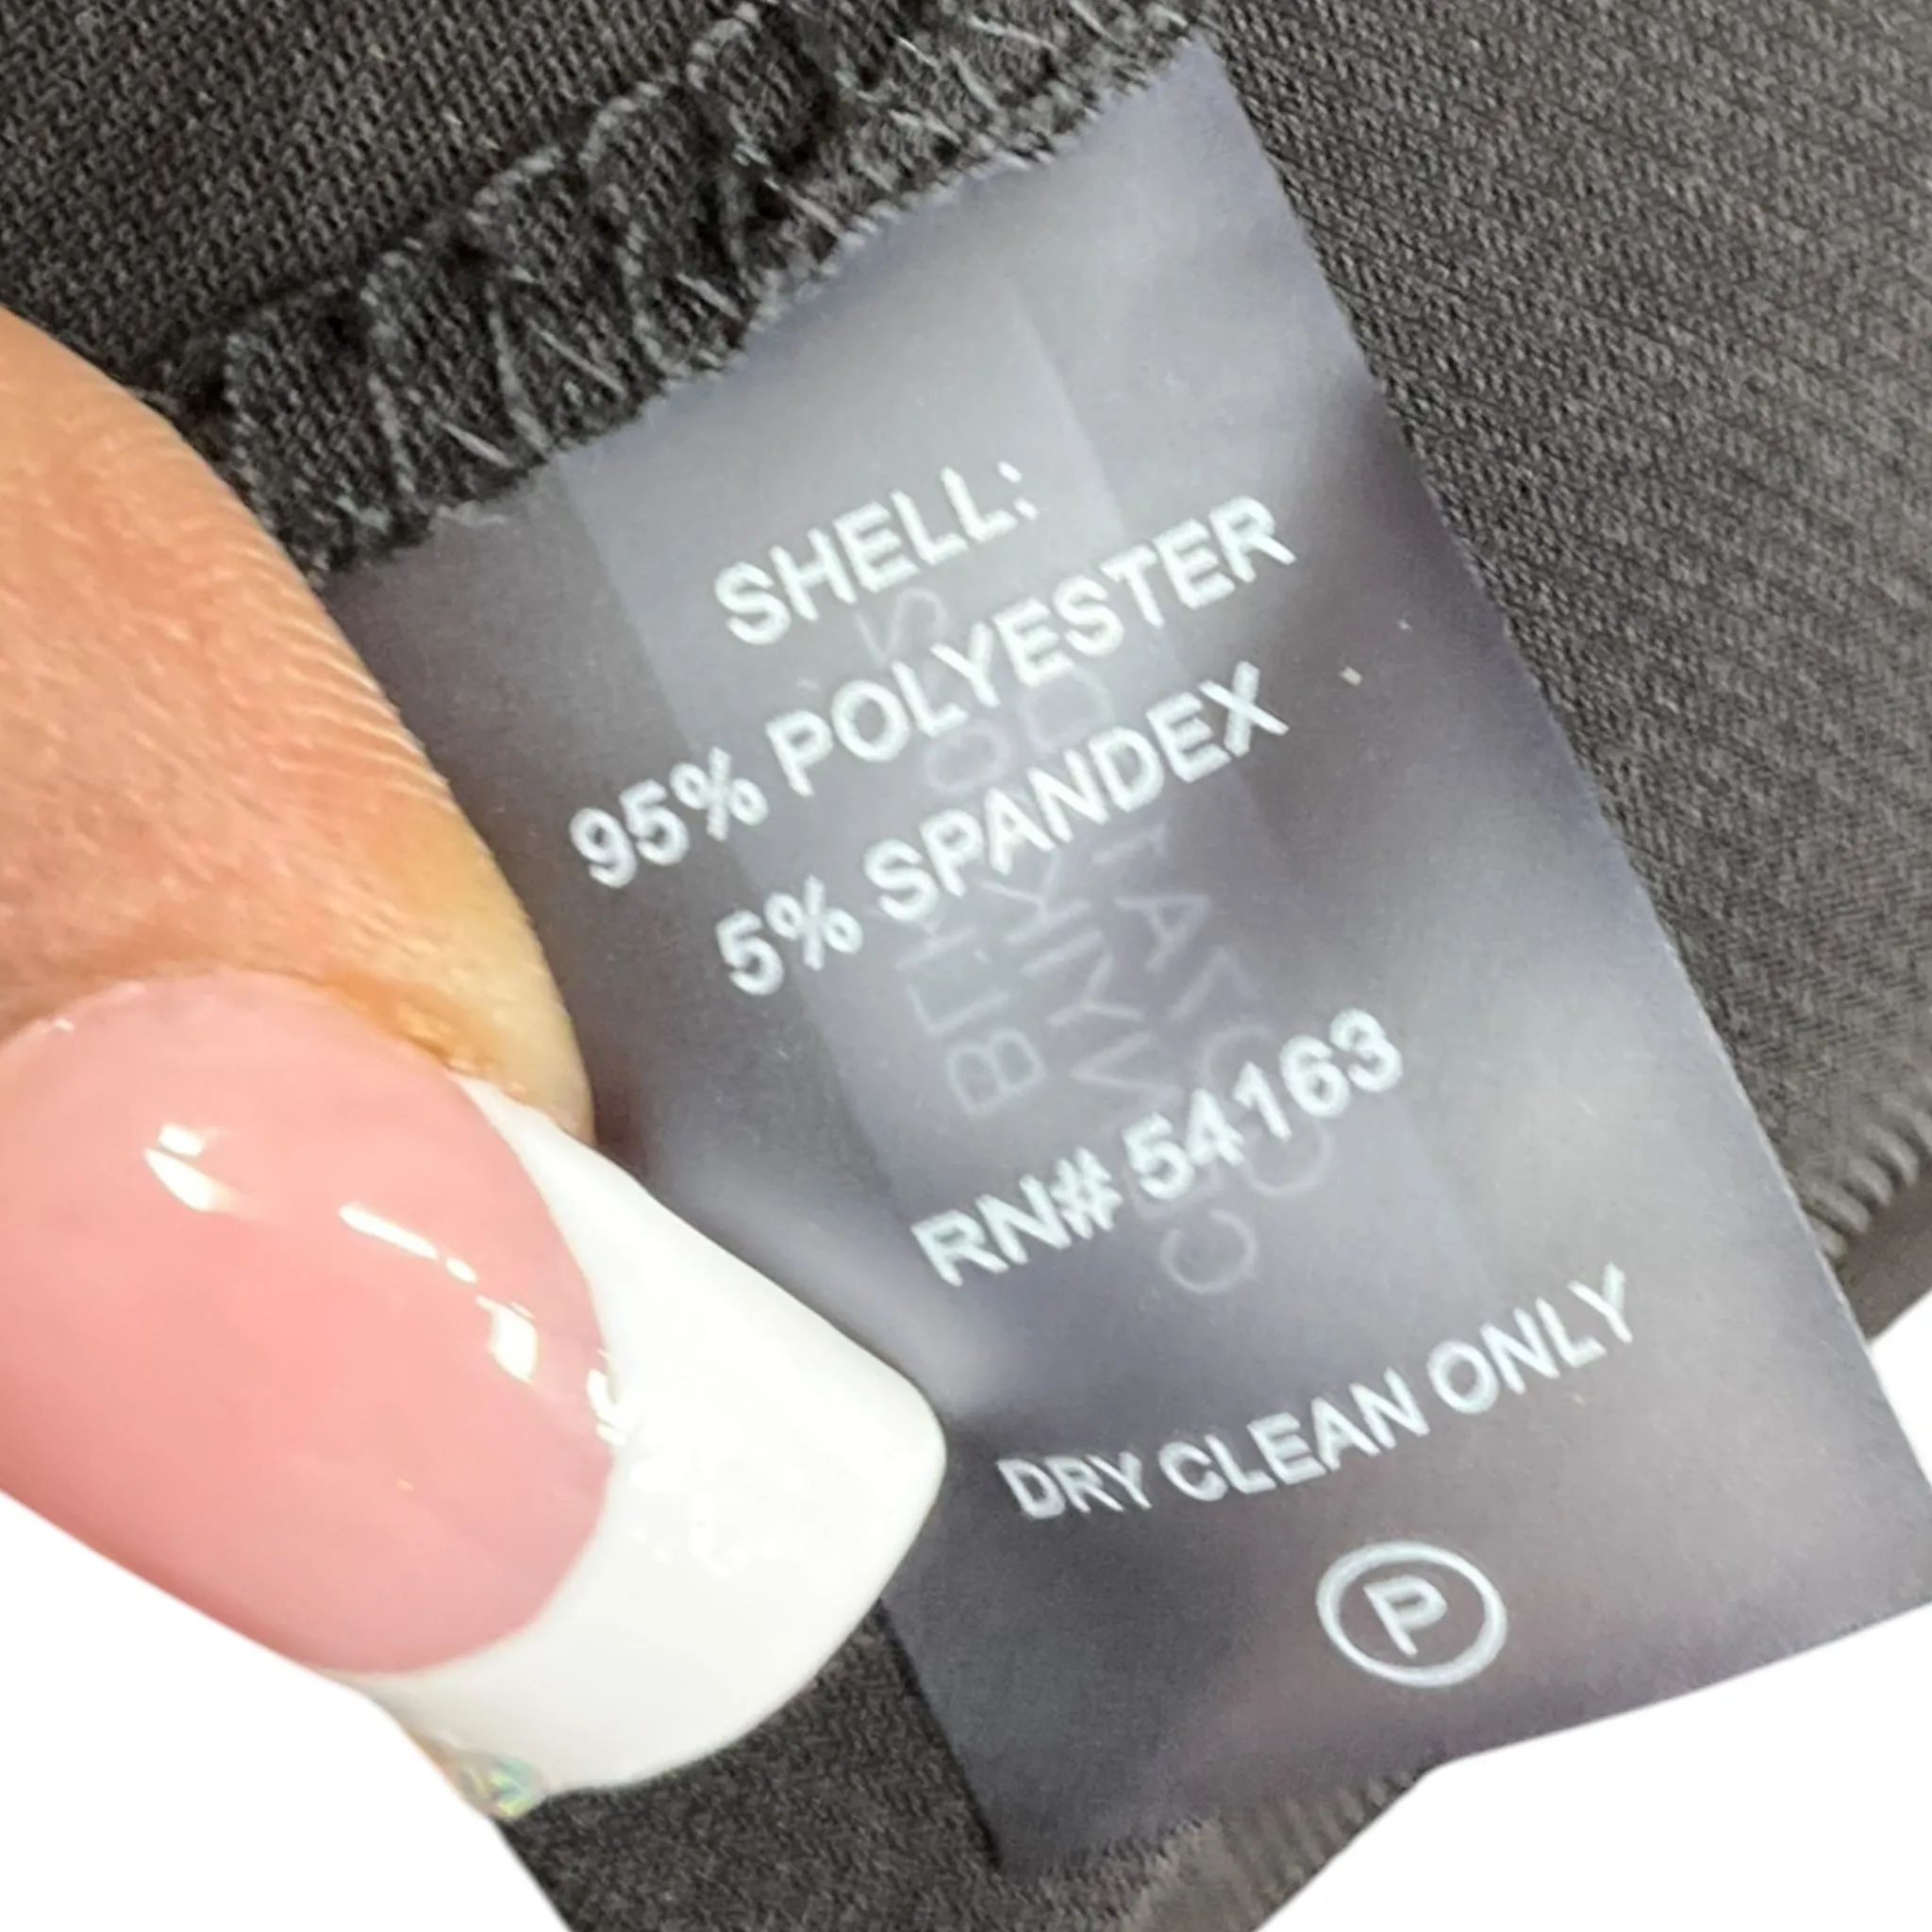 SHELL:
95% POLYESTER
5% SPANDEX
RN# 54163
DRY CLEAN ONLY
P